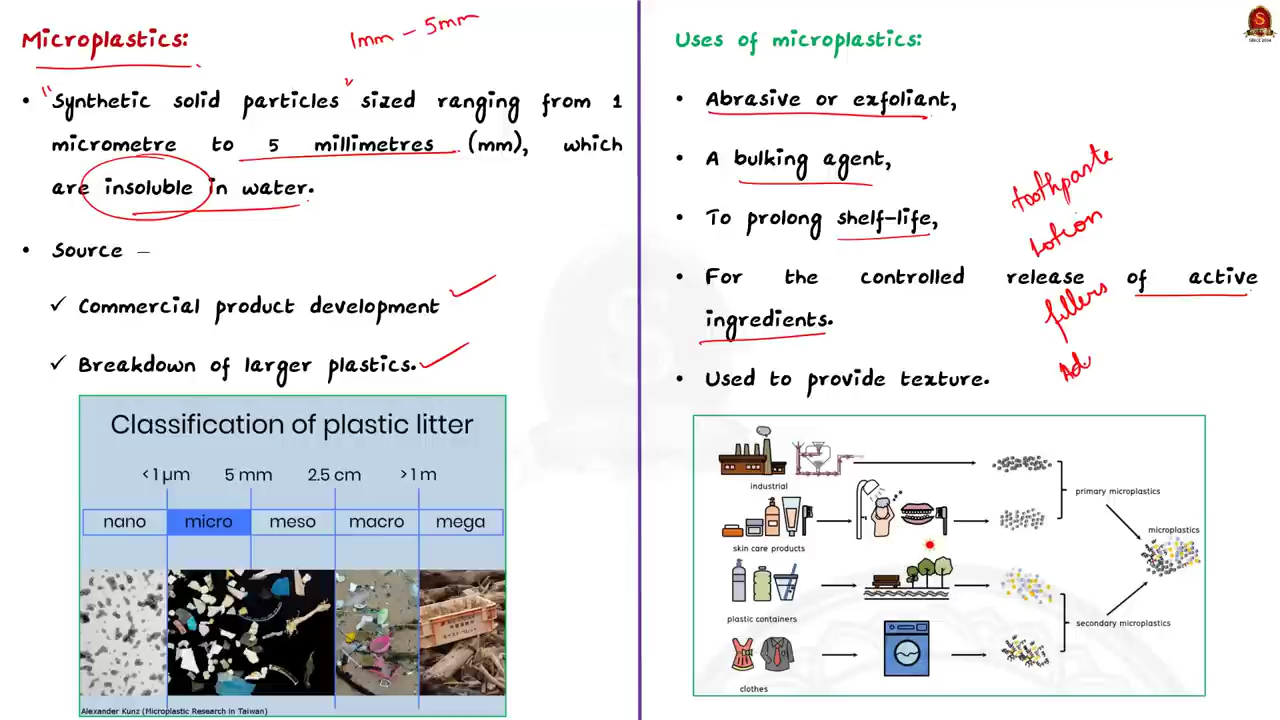 Microplastics:
1mm - 5mm
• "Synthetic solid particles" sized ranging from 1
micrometre to 5 millimetres (mm), which
are insoluble in water.
• Source –
✓ Commercial product development
✓ Breakdown of larger plastics.
Classification of plastic litter
<1 µm 5 mm 2.5 cm >1 m
nano micro meso macro mega
Alexander Kunz (Microplastic Research in Taiwan)
Uses of microplastics:
• Abrasive or exfoliant,
• A bulking agent,
• To prolong shelf-life,
• For the controlled release of active
ingredients.
• Used to provide texture.
toothpaste
Lotion
fillers
Ad
industrial
skin care products
plastic containers
clothes
primary microplastics
microplastics
secondary microplastics
S
SINCE 2004